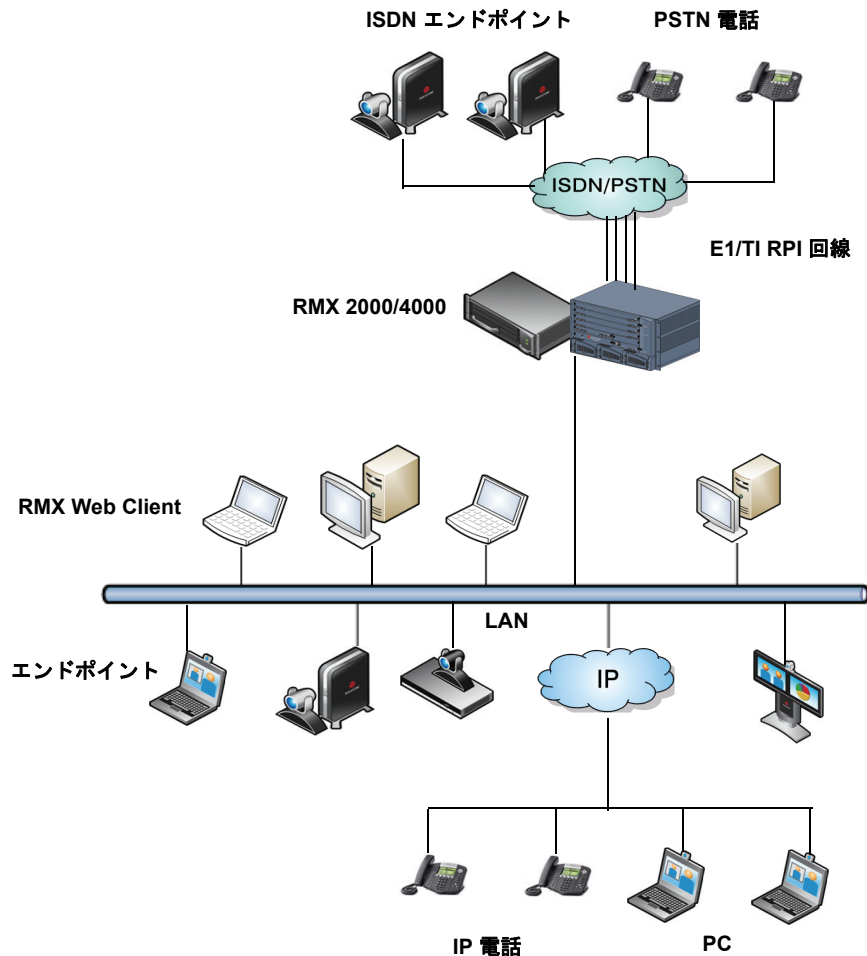 ISDN エンドポイント
PSTN 電話
ISDN/PSTN
E1/TI RPI 回線
RMX 2000/4000
RMX Web Client
LAN
エンドポイント
IP
IP 電話
PC